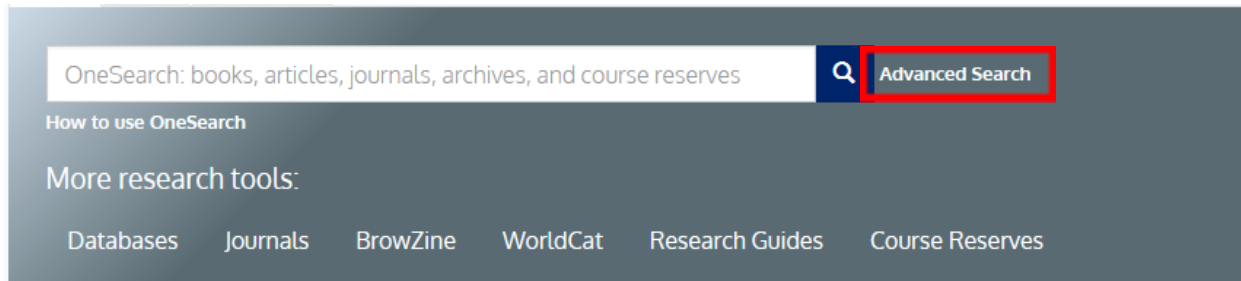 OneSearch: books, articles, journals, archives, and course reserves Advanced Search
How to use OneSearch
More research tools:
Databases Journals BrowZine WorldCat Research Guides Course Reserves